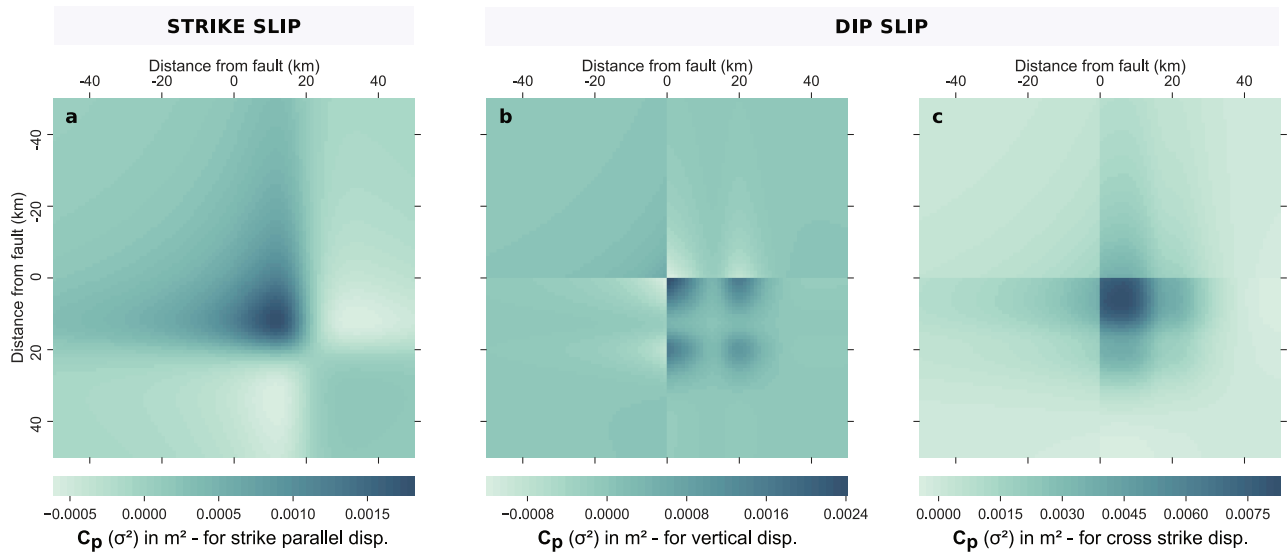 STRIKE SLIP
DIP SLIP
Distance from fault (km)
Distance from fault (km)
Distance from fault (km)
-40 -20 0 20 40
-40 -20 0 20 40
-40 -20 0 20 40
a
b
c
Distance from fault (km)
-40
-20
0
20
40
−0.0005 0.0000 0.0005 0.0010 0.0015
−0.0008 0.0000 0.0008 0.0016 0.0024
0.0000 0.0015 0.0030 0.0045 0.0060 0.0075
Cp (σ²) in m² - for strike parallel disp.
Cp (σ²) in m² - for vertical disp.
Cp (σ²) in m² - for cross strike disp.